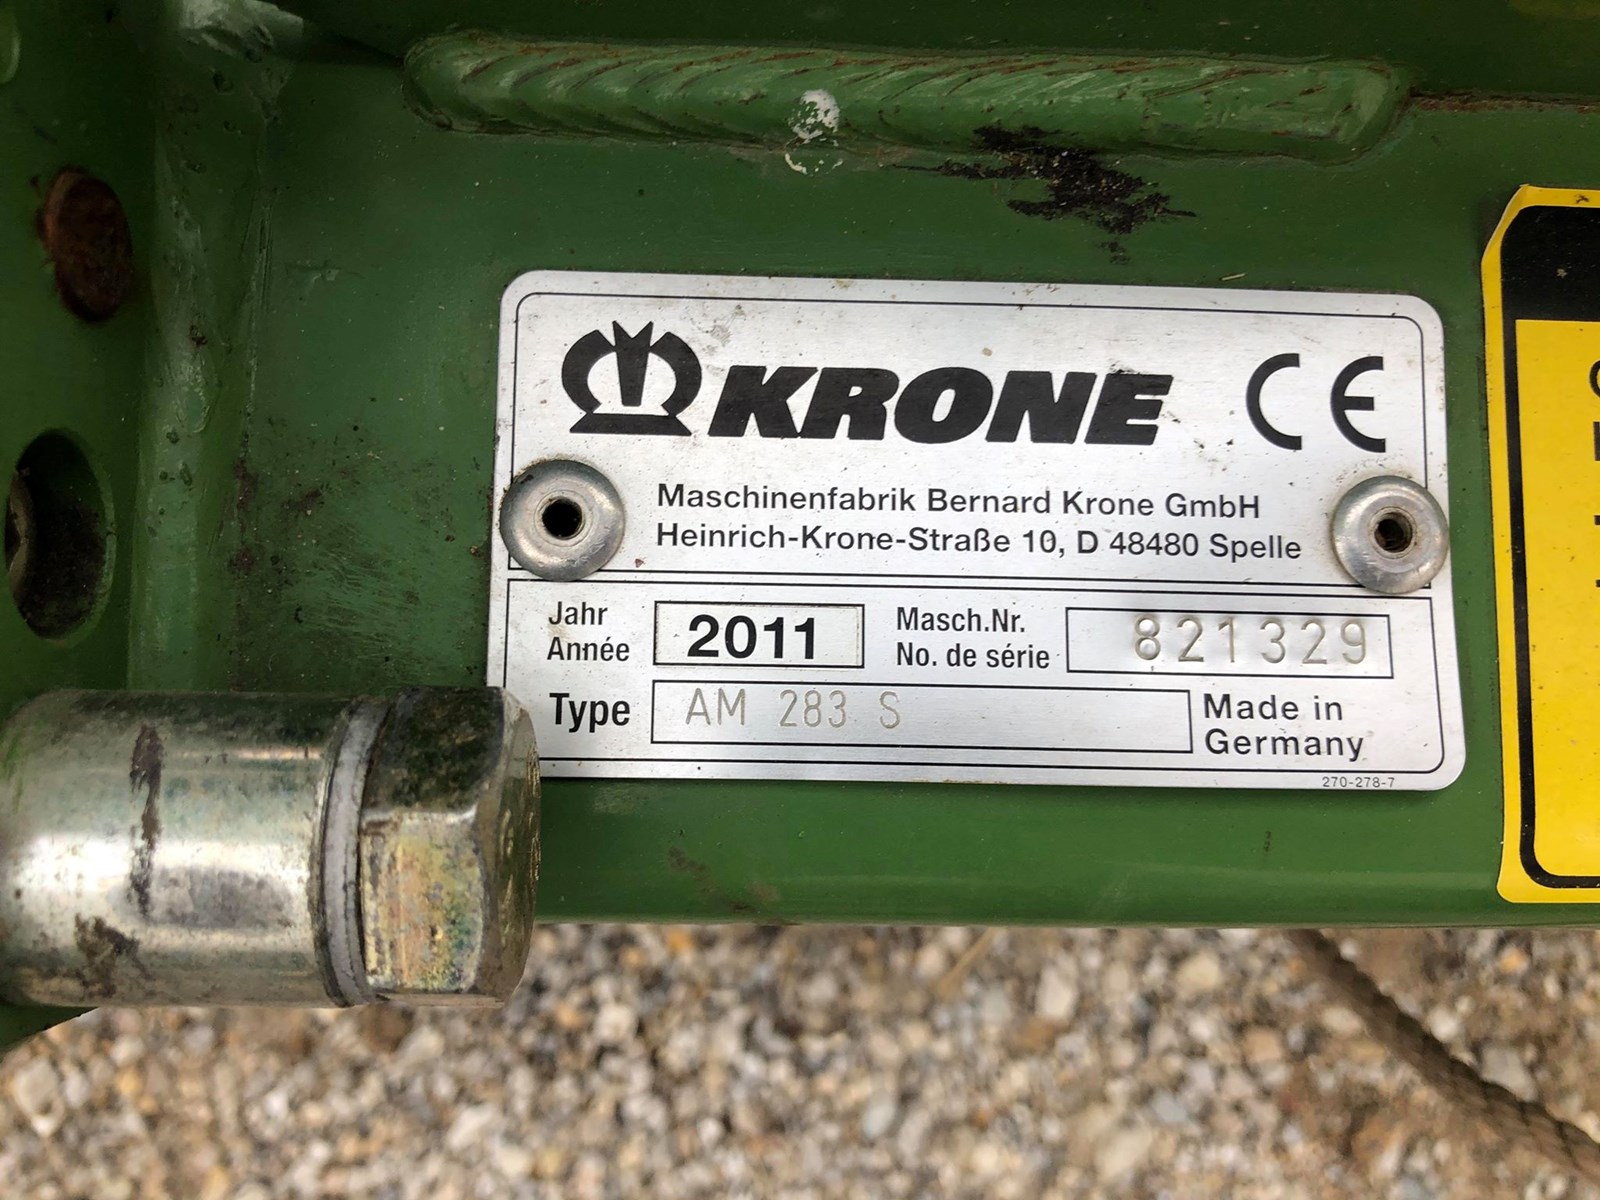 KRONE CE
Maschinenfabrik Bernard Krone GmbH
Heinrich-Krone-Straße 10, D 48480 Spelle
Jahr
Année
2011
Masch.Nr.
No. de série
821329
Type
AM 283 S
Made in
Germany
270-278-7